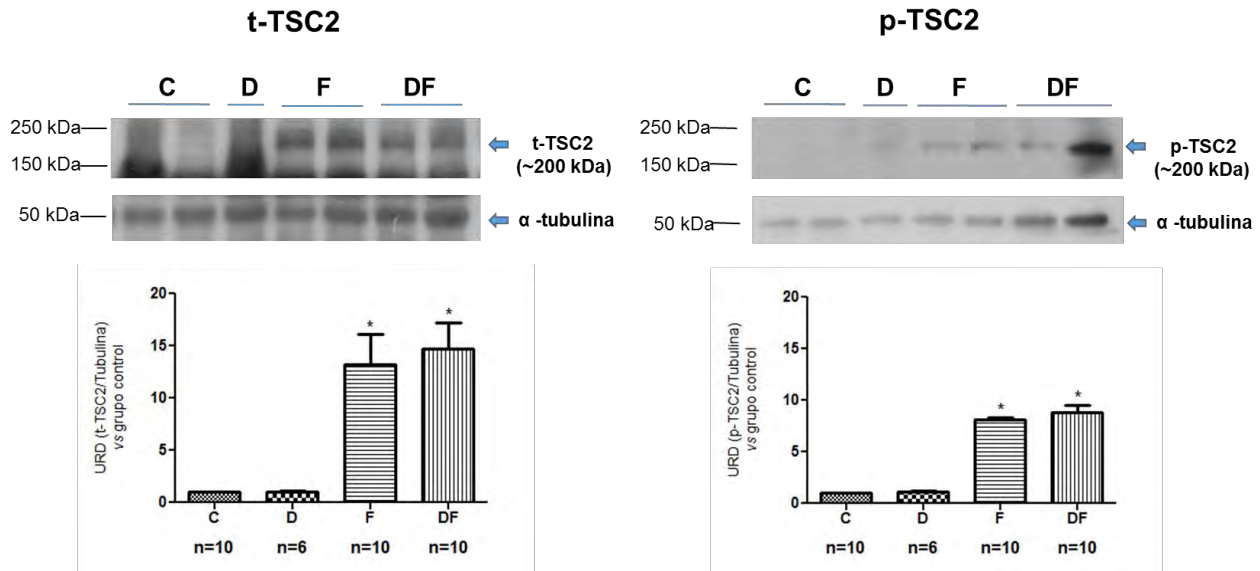 t-TSC2
C D F DF
250 kDa
150 kDa
t-TSC2
(~200 kDa)
50 kDa
α -tubulina
20
15
10
5
0
URD (t-TSC2/Tubulina)
vs grupo control
* *
C D F DF
n=10 n=6 n=10 n=10
p-TSC2
C D F DF
250 kDa
150 kDa
p-TSC2
(~200 kDa)
50 kDa
α -tubulina
20
15
10
5
0
URD (p-TSC2/Tubulina)
vs grupo control
* *
C D F DF
n=10 n=6 n=10 n=10